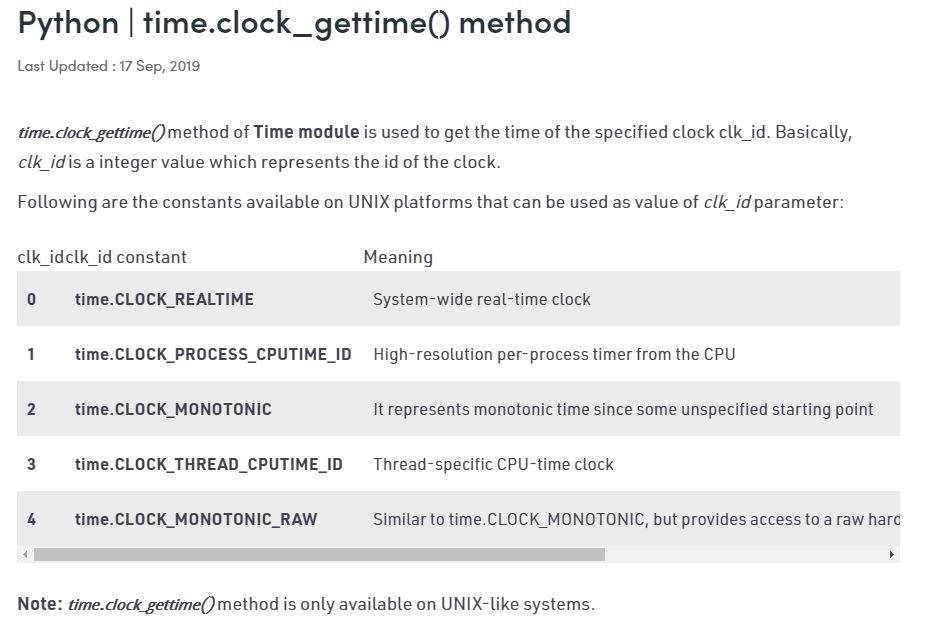 Python | time.clock_gettime() method
Last Updated : 17 Sep, 2019
time.clock_gettime() method of Time module is used to get the time of the specified clock clk_id. Basically,
clk_id is a integer value which represents the id of the clock.
Following are the constants available on UNIX platforms that can be used as value of clk_id parameter:
clk_idclk_id constant Meaning
0 time.CLOCK_REALTIME System-wide real-time clock
1 time.CLOCK_PROCESS_CPUTIME_ID High-resolution per-process timer from the CPU
2 time.CLOCK_MONOTONIC It represents monotonic time since some unspecified starting point
3 time.CLOCK_THREAD_CPUTIME_ID Thread-specific CPU-time clock
4 time.CLOCK_MONOTONIC_RAW Similar to time.CLOCK_MONOTONIC, but provides access to a raw hard
Note: time.clock_gettime() method is only available on UNIX-like systems.